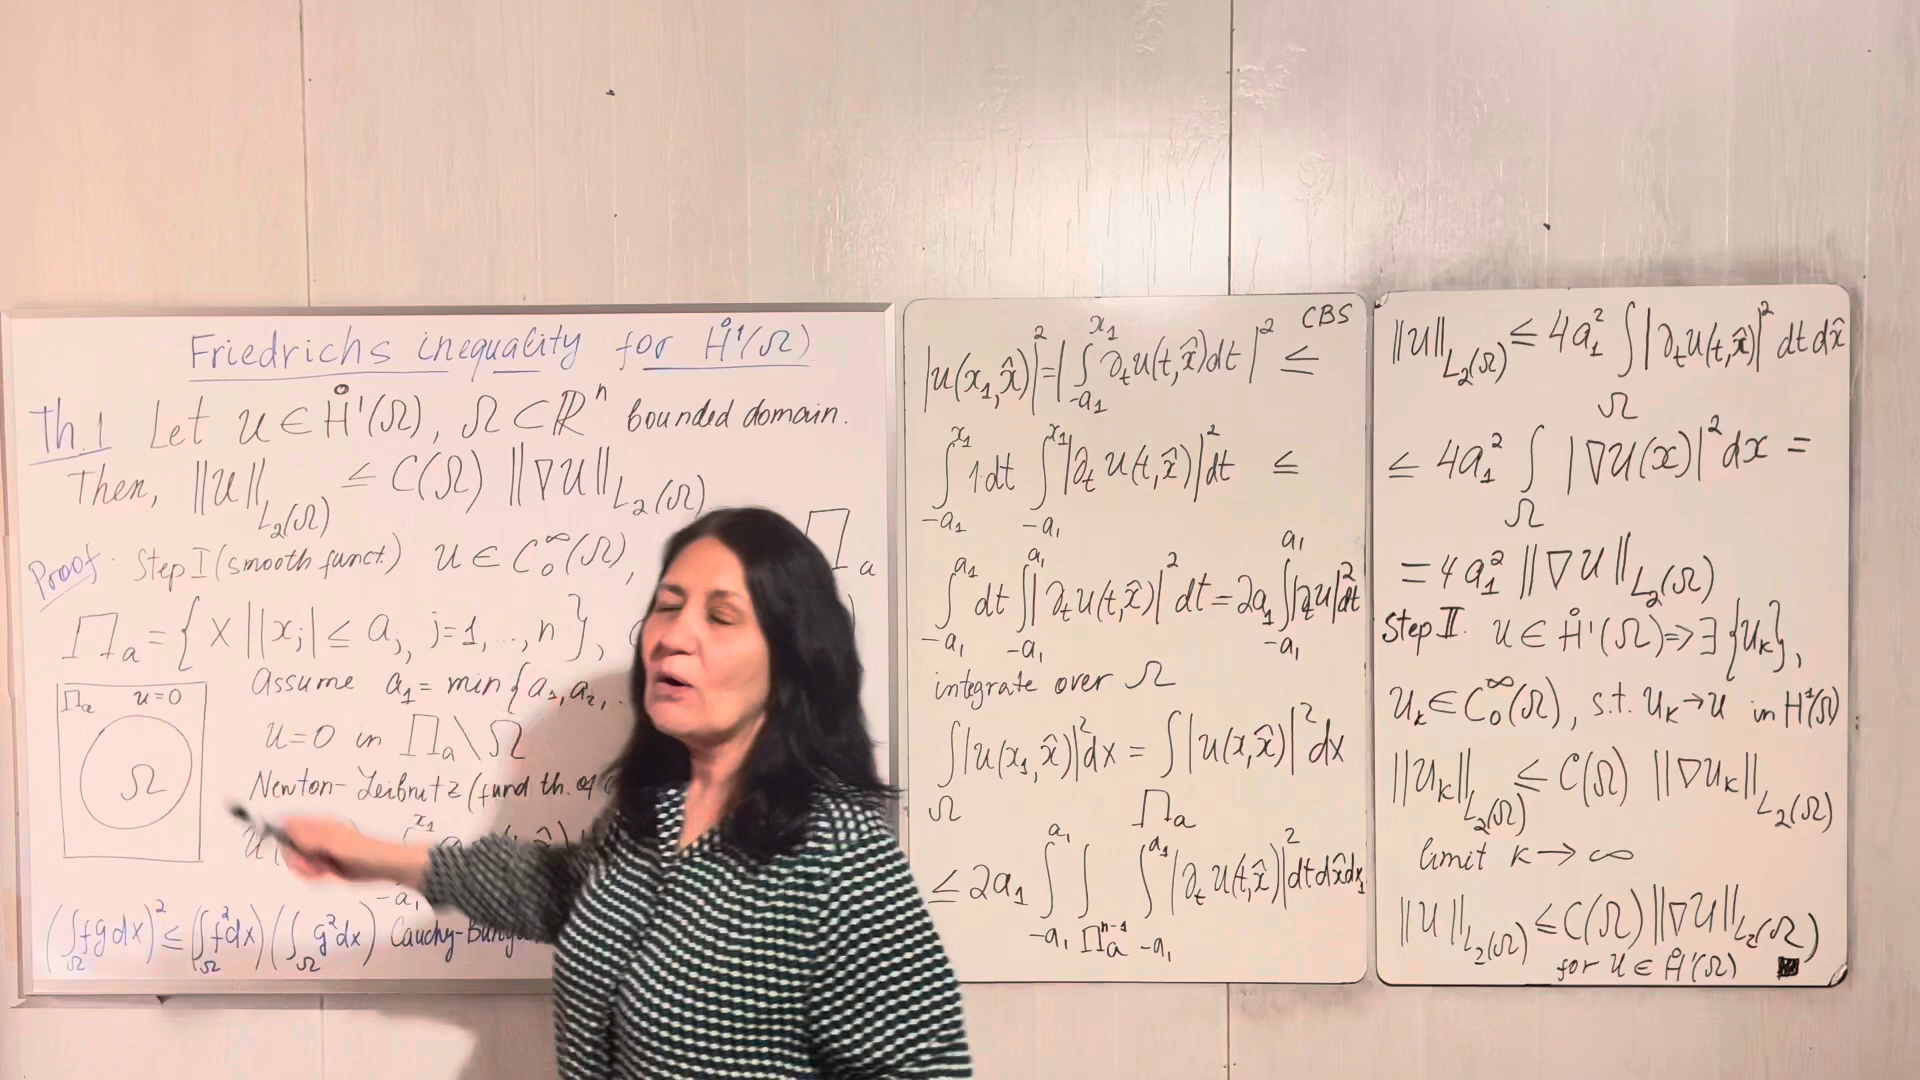 Friedrichs inequality for H̊¹(Ω)
Th.1 Let u ∈ H̊¹(Ω), Ω ⊂ ℝⁿ bounded domain.
Then, ‖u‖_{L₂(Ω)} ≤ C(Ω) ‖∇u‖_{L₂(Ω)}
Proof. Step I (smooth funct.) u ∈ C₀^∞(Ω), Π_a
Π_a = { x | |x_j| ≤ a_j, j=1,...,n },
assume a₁ = min{a₁, a₂,
Π_a u=0
Ω
u=0 in Π_a \ Ω
Newton-Leibnutz (fund th. of
x₁
-a₁
(∫_Ω fg dx)² ≤ (∫_Ω f² dx) (∫_Ω g² dx) Cauchy-Bunya
CBS
|u(x₁,x̂)|² = |∫_{-a₁}^{x₁} ∂_t u(t,x̂)dt|² ≤
∫_{-a₁}^{x₁} 1·dt ∫_{-a₁}^{x₁} |∂_t u(t,x̂)|² dt ≤
∫_{-a₁}^{a₁} dt ∫_{-a₁}^{a₁} |∂_t u(t,x̂)|² dt = 2a₁ ∫_{-a₁}^{a₁} |∂_t u|² dt
integrate over Ω
∫_Ω |u(x₁,x̂)|² dx = ∫_{Π_a} |u(x,x̂)|² dx
≤ 2a₁ ∫_{-a₁}^{a₁} ∫_{Π_a^{n-1}} ∫_{-a₁}^{a₁} |∂_t u(t,x̂)|² dt dx̂ dx₁
‖u‖_{L₂(Ω)} ≤ 4a₁² ∫_Ω |∂_t u(t,x̂)|² dt dx̂
≤ 4a₁² ∫_Ω |∇u(x)|² dx =
= 4a₁² ‖∇u‖_{L₂(Ω)}
Step II. u ∈ H̊¹(Ω) => ∃ {u_k},
u_k ∈ C₀^∞(Ω), s.t. u_k → u in H¹(Ω)
‖u_k‖_{L₂(Ω)} ≤ C(Ω) ‖∇u_k‖_{L₂(Ω)}
limit k → ∞
‖u‖_{L₂(Ω)} ≤ C(Ω) ‖∇u‖_{L₂(Ω)}
for u ∈ H̊¹(Ω) ■